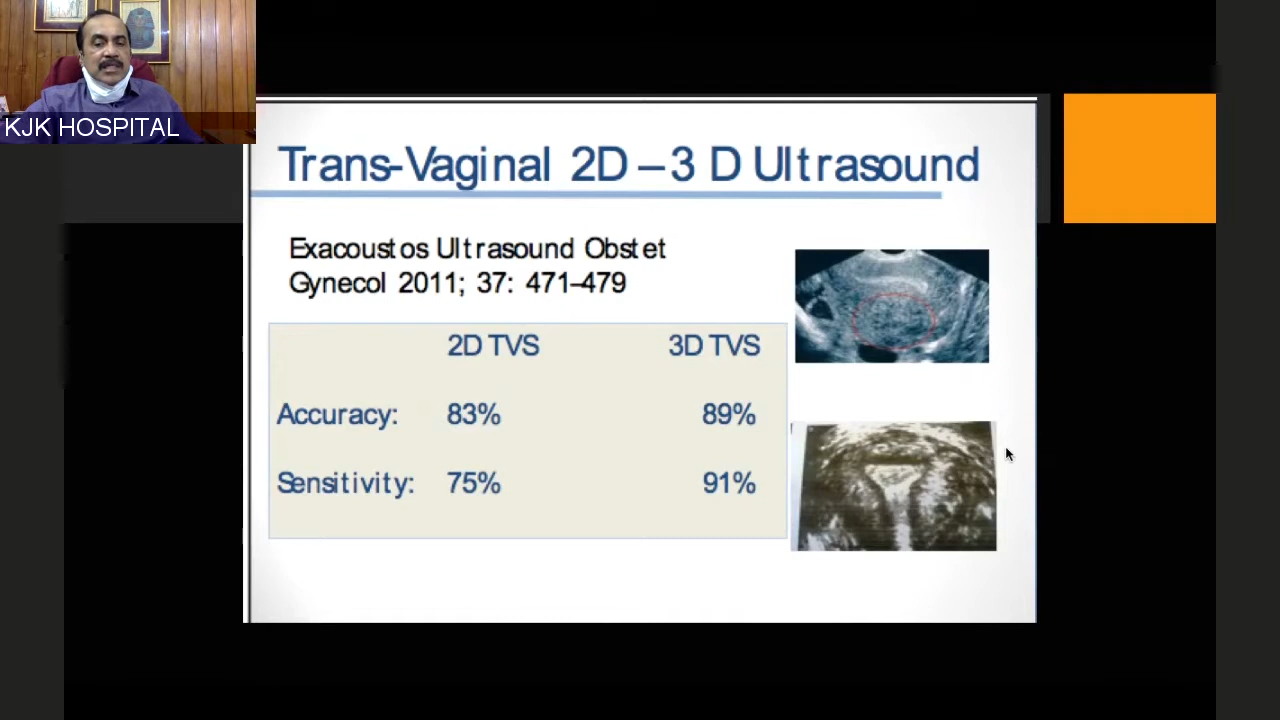 KJK HOSPITAL
Trans-Vaginal 2D – 3 D Ultrasound
Exacoustos Ultrasound Obstet
Gynecol 2011; 37: 471–479
2D TVS 3D TVS
Accuracy: 83% 89%
Sensitivity: 75% 91%